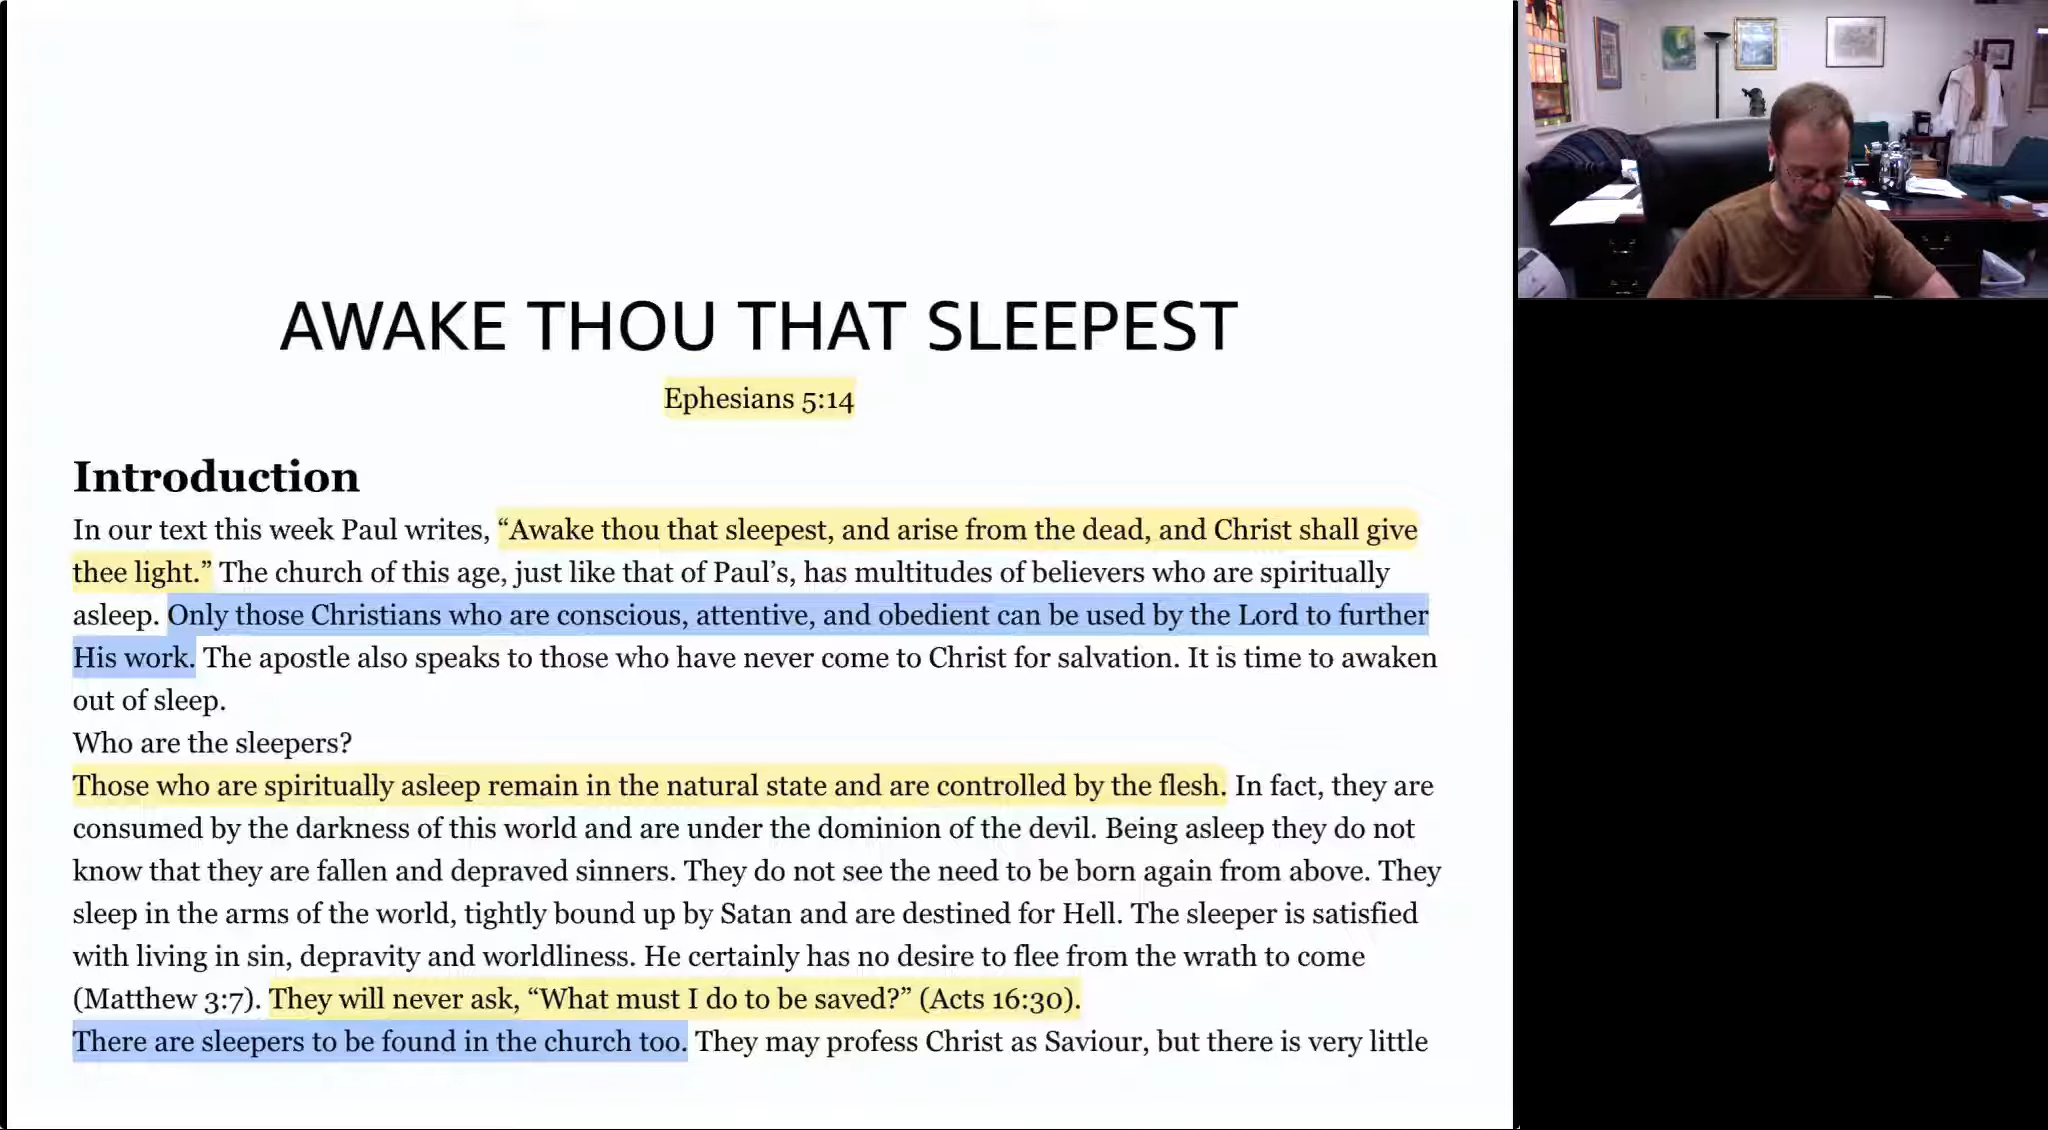 AWAKE THOU THAT SLEEPEST
Ephesians 5:14
Introduction
In our text this week Paul writes, “Awake thou that sleepest, and arise from the dead, and Christ shall give
thee light.” The church of this age, just like that of Paul’s, has multitudes of believers who are spiritually
asleep. Only those Christians who are conscious, attentive, and obedient can be used by the Lord to further
His work. The apostle also speaks to those who have never come to Christ for salvation. It is time to awaken
out of sleep.
Who are the sleepers?
Those who are spiritually asleep remain in the natural state and are controlled by the flesh. In fact, they are
consumed by the darkness of this world and are under the dominion of the devil. Being asleep they do not
know that they are fallen and depraved sinners. They do not see the need to be born again from above. They
sleep in the arms of the world, tightly bound up by Satan and are destined for Hell. The sleeper is satisfied
with living in sin, depravity and worldliness. He certainly has no desire to flee from the wrath to come
(Matthew 3:7). They will never ask, “What must I do to be saved?” (Acts 16:30).
There are sleepers to be found in the church too. They may profess Christ as Saviour, but there is very little